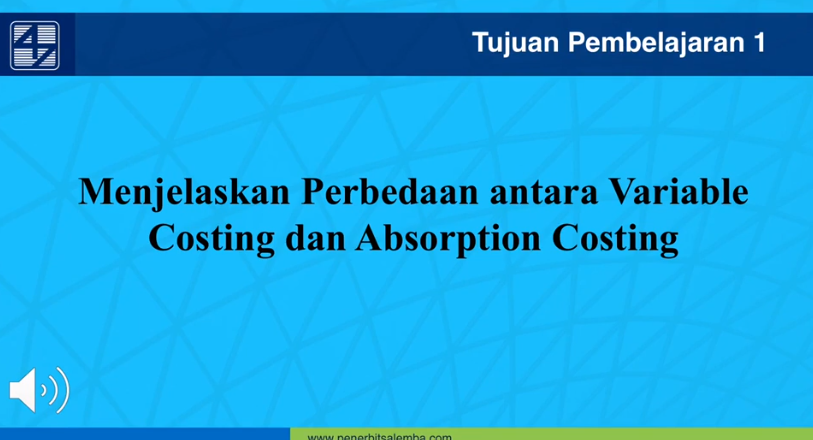 Tujuan Pembelajaran 1
Menjelaskan Perbedaan antara Variable
Costing dan Absorption Costing
www.penerbitsalemba.com